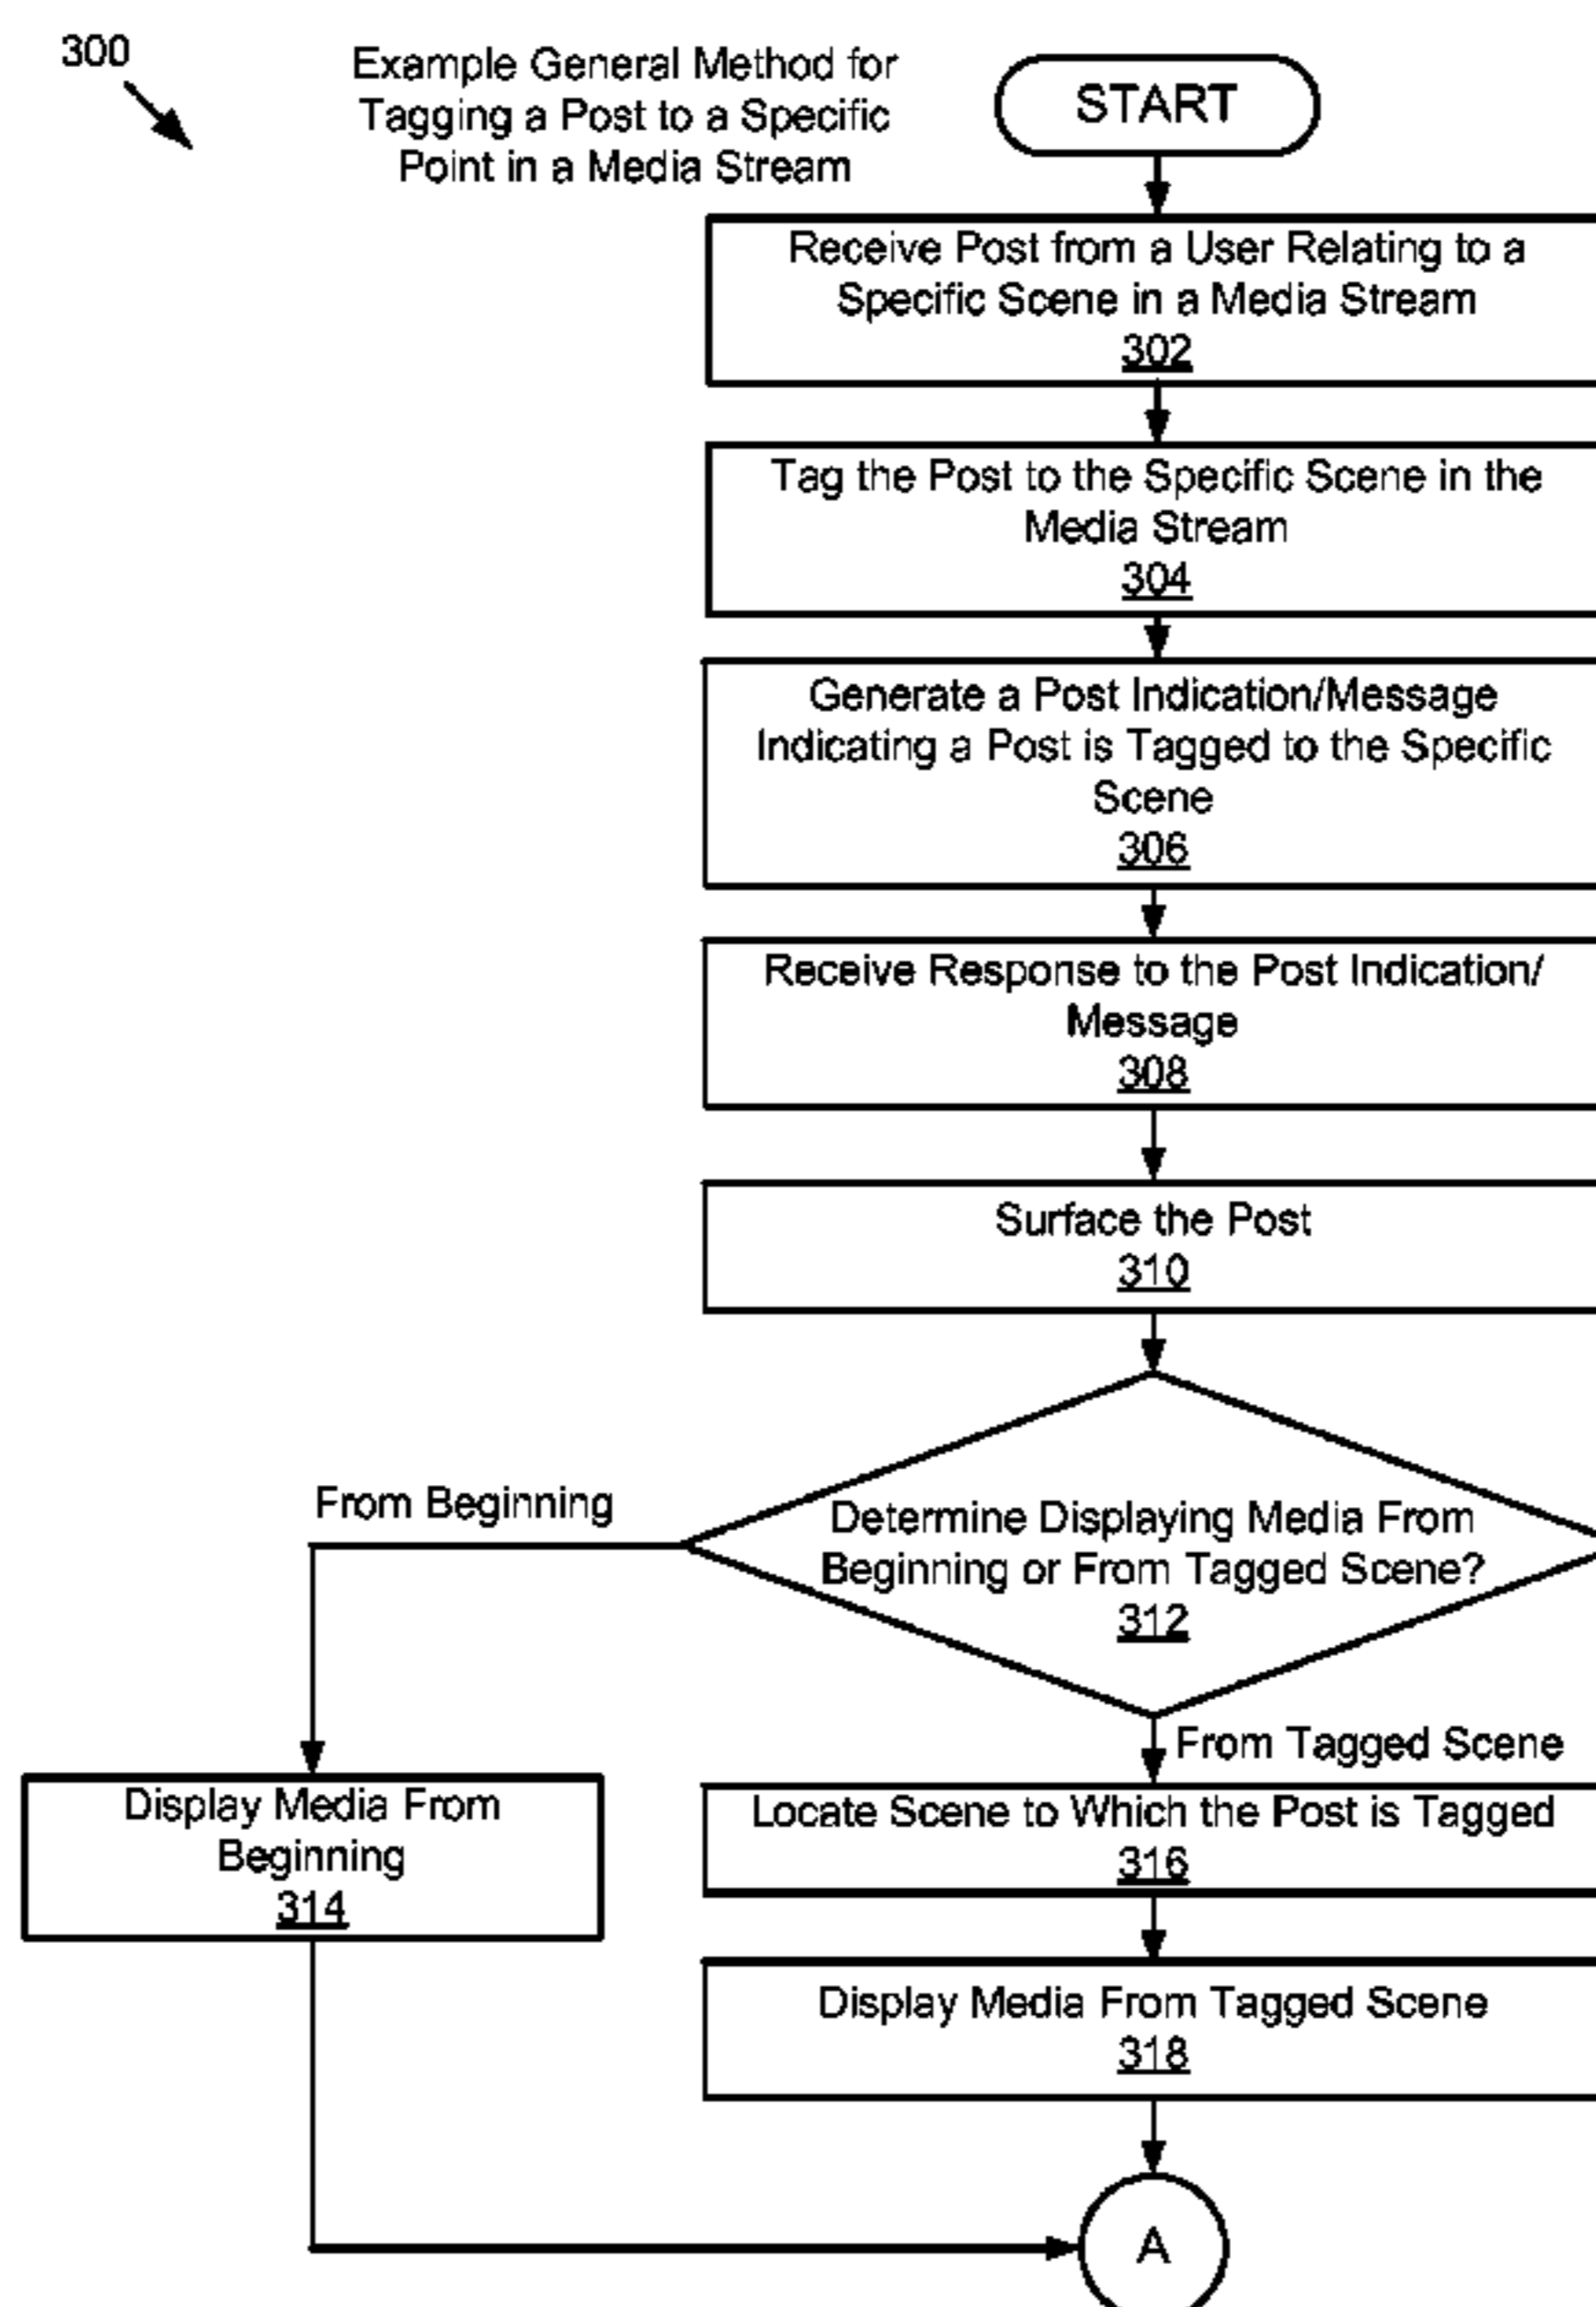 300
Example General Method for
Tagging a Post to a Specific
Point in a Media Stream
START
Receive Post from a User Relating to a
Specific Scene in a Media Stream
302
Tag the Post to the Specific Scene in the
Media Stream
304
Generate a Post Indication/Message
Indicating a Post is Tagged to the Specific
Scene
306
Receive Response to the Post Indication/
Message
308
Surface the Post
310
From Beginning
Determine Displaying Media From
Beginning or From Tagged Scene?
312
From Tagged Scene
Display Media From
Beginning
314
Locate Scene to Which the Post is Tagged
316
Display Media From Tagged Scene
318
A